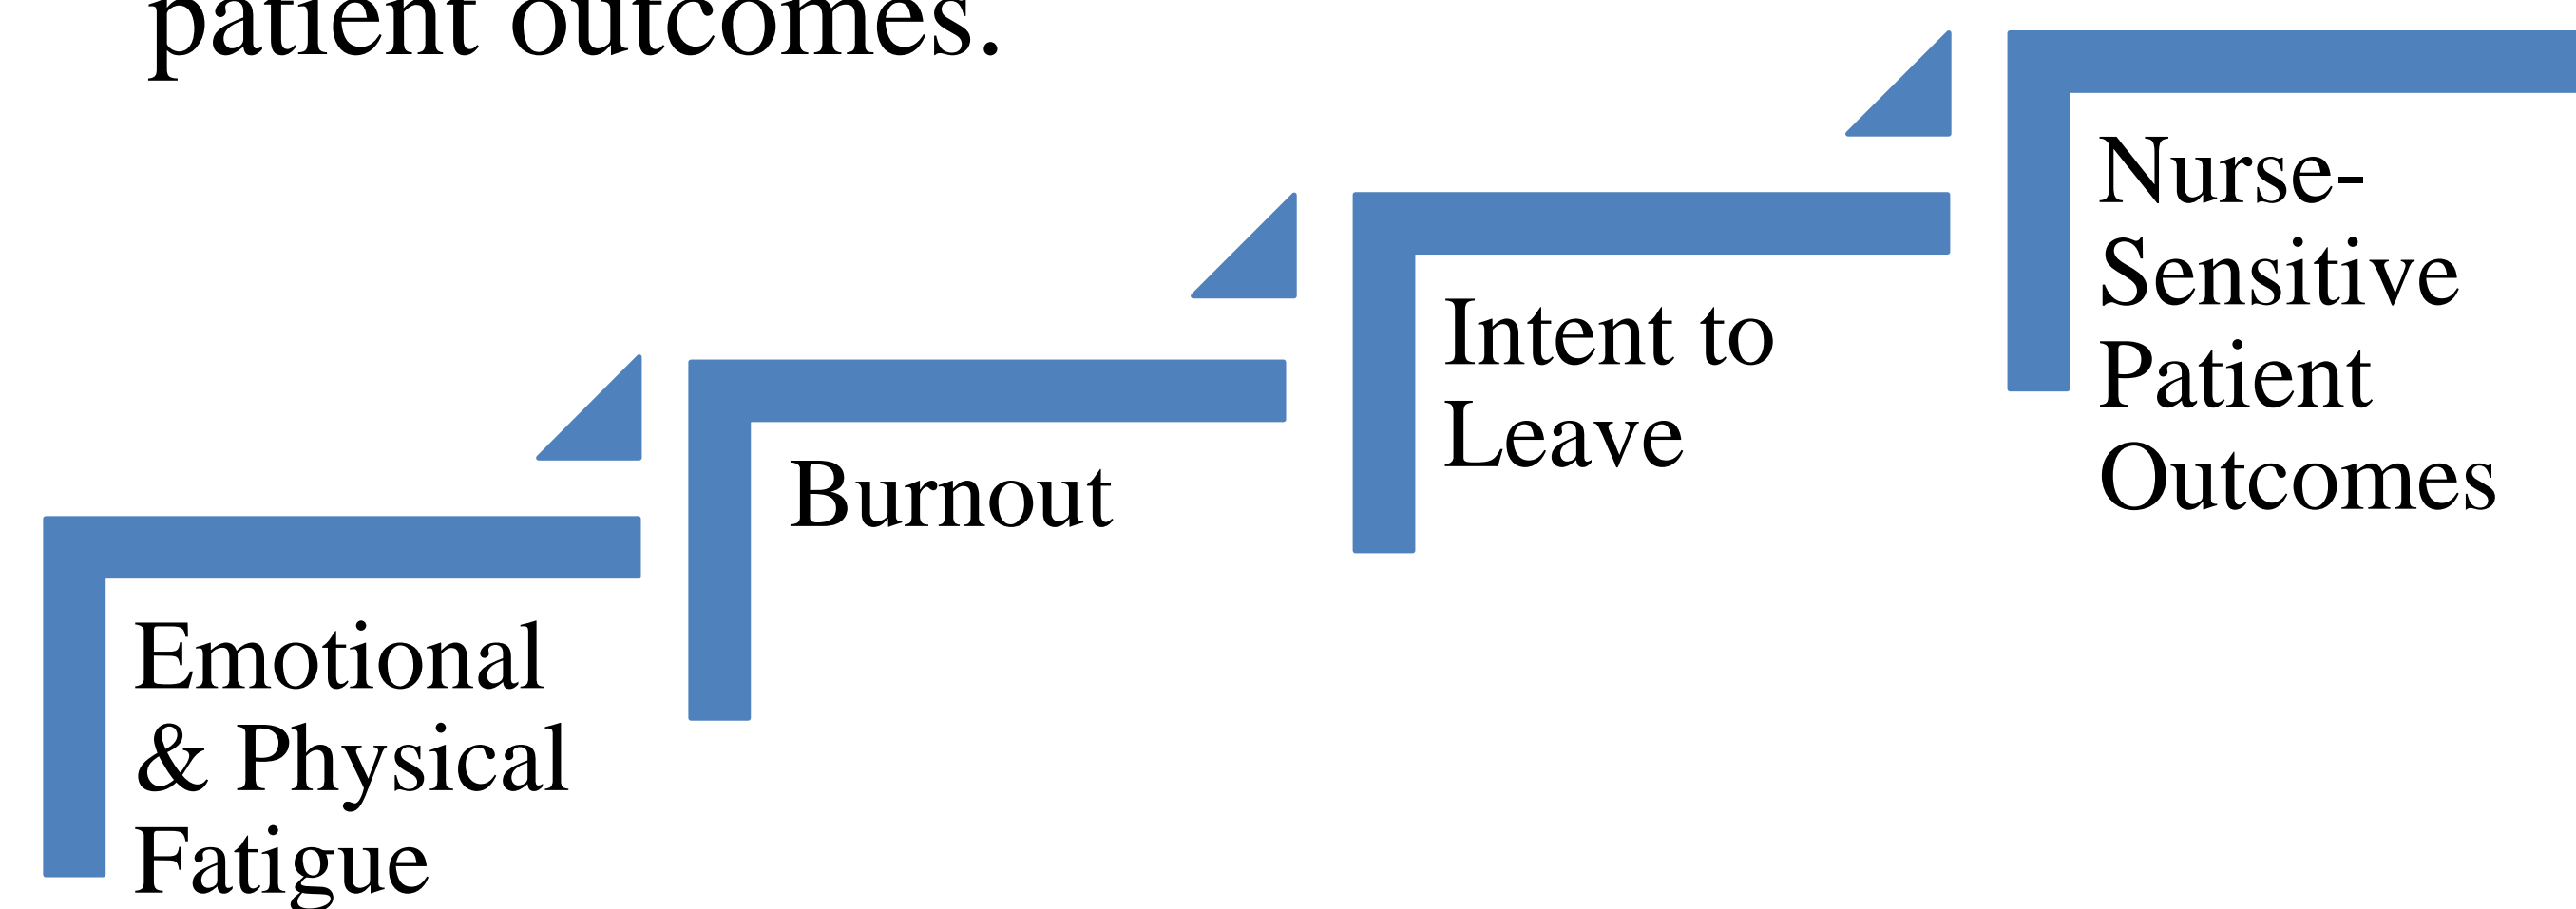 patient outcomes.
Nurse-
Sensitive
Patient
Outcomes
Intent to
Leave
Burnout
Emotional
& Physical
Fatigue